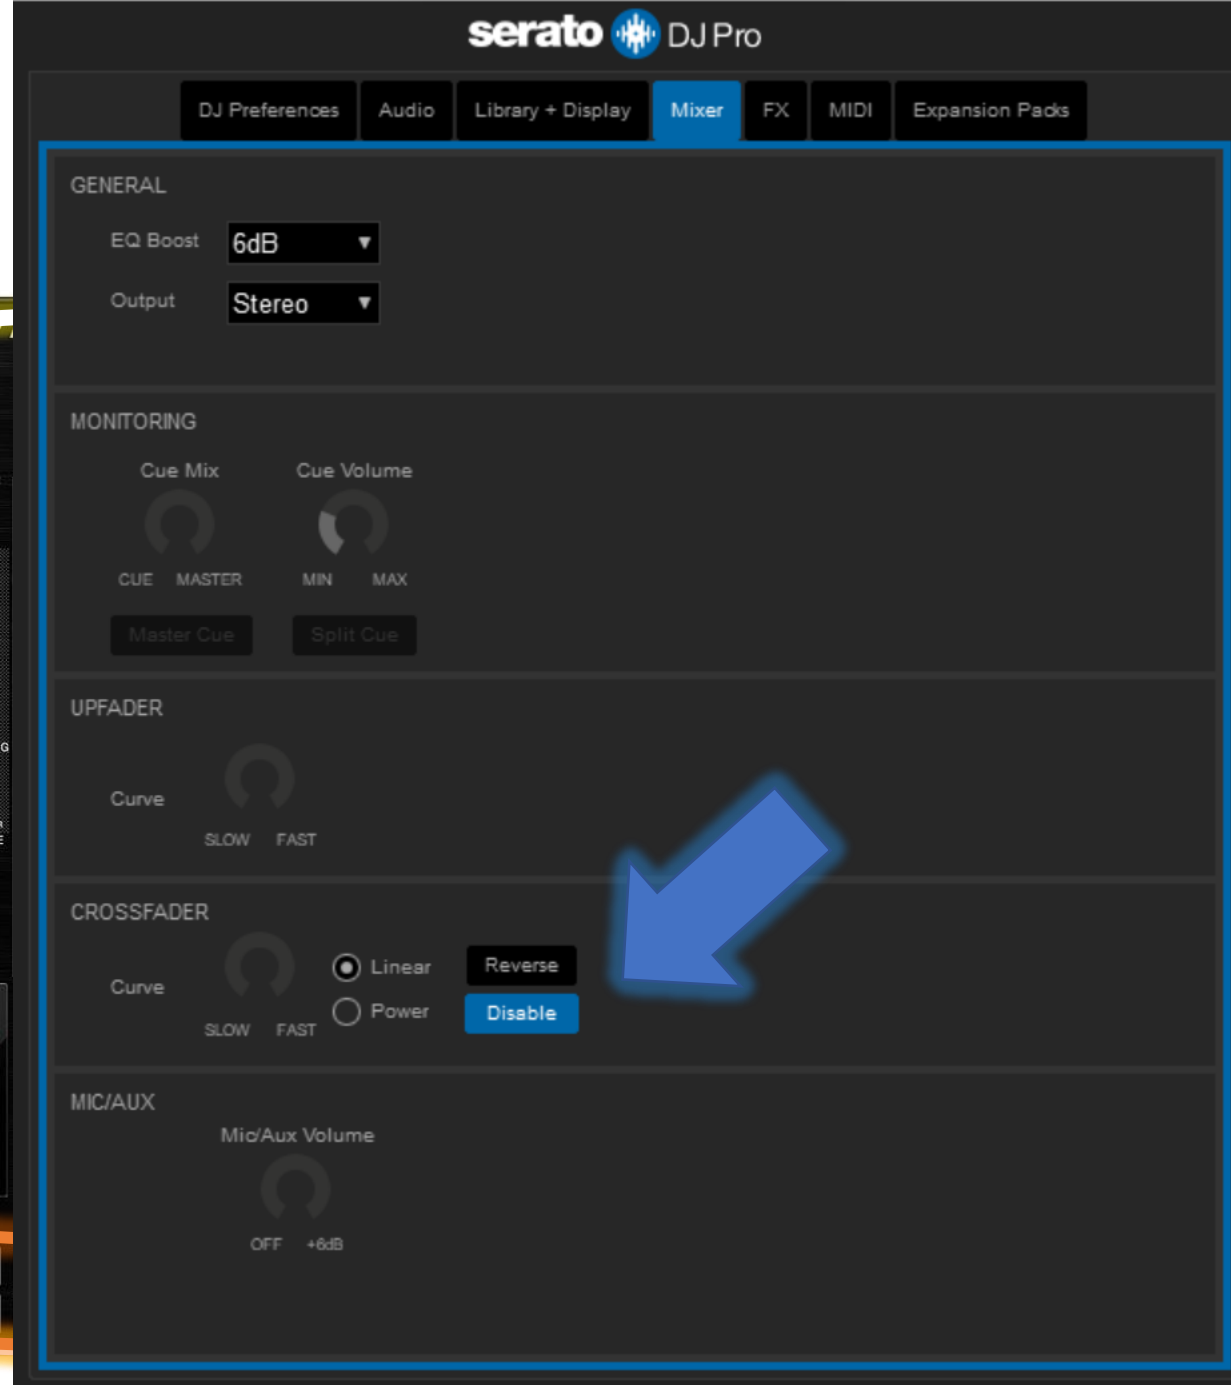 serato DJ Pro
DJ Preferences Audio Library + Display Mixer FX MIDI Expansion Packs
GENERAL
EQ Boost 6dB
Output Stereo
MONITORING
Cue Mix Cue Volume
CUE MASTER MIN MAX
Master Cue Split Cue
UPFADER
G
Curve
R
E
SLOW FAST
CROSSFADER
Linear Reverse
Curve
Power Disable
SLOW FAST
MIC/AUX
Mic/Aux Volume
OFF +6dB